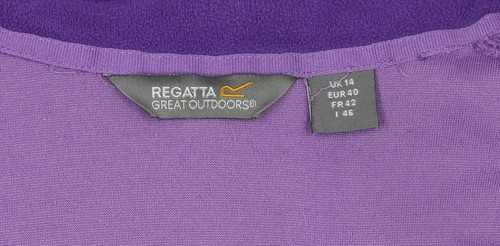 REGATTA
GREAT OUTDOORS®
UK 14
EUR 40
FR 42
I 46